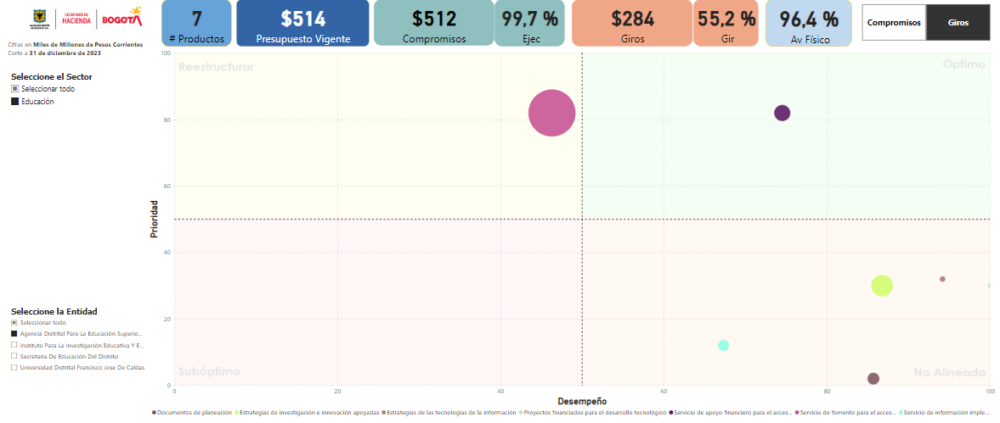 SECRETARÍA DE
HACIENDA
BOGOTÁ
7
# Productos
$514
Presupuesto Vigente
$512
Compromisos
99,7 %
Ejec
$284
Giros
55,2 %
Gir
96,4 %
Av Físico
Compromisos
Giros
Cifras en Miles de Millones de Pesos Corrientes
Corte a 31 de diciembre de 2023
Seleccione el Sector
Seleccionar todo
Educación
Seleccione la Entidad
Seleccionar todo
Agencia Distrital Para La Educación Superio...
Instituto Para La Investigación Educativa Y E...
Secretaria De Educación Del Distrito
Universidad Distrital Francisco Jose De Caldas
Prioridad
100
80
60
40
20
0
Reestructurar
Óptimo
Subóptimo
No Alineado
0
20
40
60
80
100
Desempeño
Documentos de planeación
Estrategias de investigación e innovación apoyadas
Estrategias de las tecnologías de la información
Proyectos financiados para el desarrollo tecnológico
Servicio de apoyo financiero para el acces...
Servicio de fomento para el acces...
Servicio de información imple...